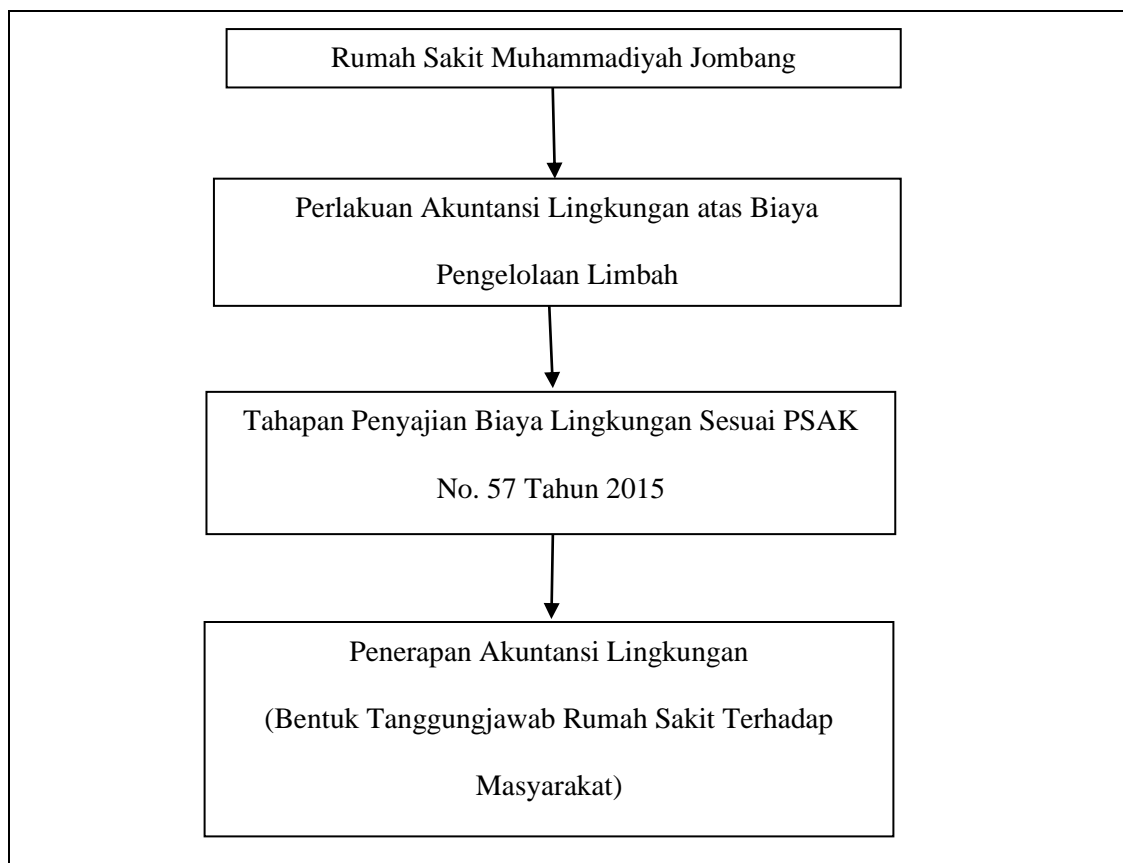 Rumah Sakit Muhammadiyah Jombang
Perlakuan Akuntansi Lingkungan atas Biaya
Pengelolaan Limbah
Tahapan Penyajian Biaya Lingkungan Sesuai PSAK
No. 57 Tahun 2015
Penerapan Akuntansi Lingkungan
(Bentuk Tanggungjawab Rumah Sakit Terhadap
Masyarakat)